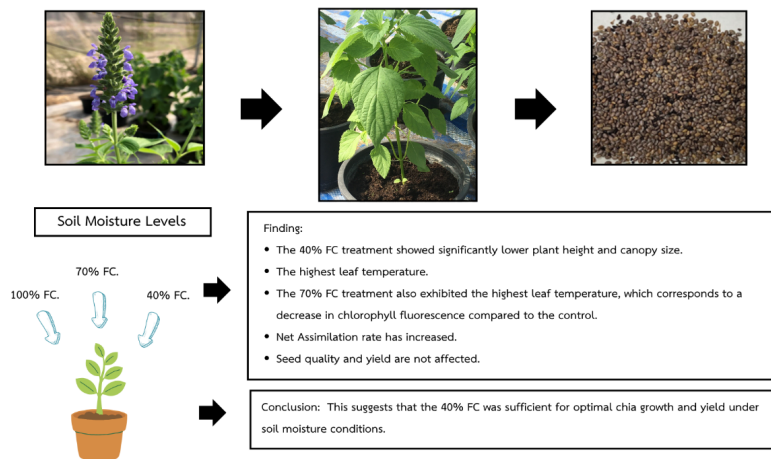 Soil Moisture Levels
70% FC.
100% FC.
40% FC.
Finding:
• The 40% FC treatment showed significantly lower plant height and canopy size.
• The highest leaf temperature.
• The 70% FC treatment also exhibited the highest leaf temperature, which corresponds to a
decrease in chlorophyll fluorescence compared to the control.
• Net Assimilation rate has increased.
• Seed quality and yield are not affected.
Conclusion: This suggests that the 40% FC was sufficient for optimal chia growth and yield under
soil moisture conditions.